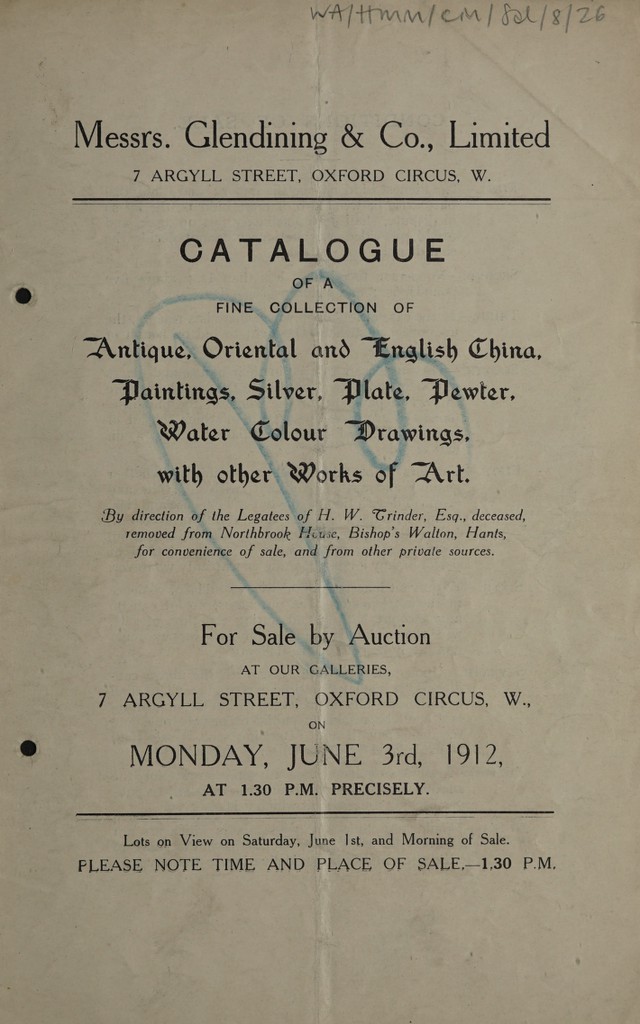 WA/HMM/CM/Sal/8/26
Messrs. Glendining & Co., Limited
7 ARGYLL STREET, OXFORD CIRCUS, W.
CATALOGUE
OF A
FINE COLLECTION OF
Antique, Oriental and English China,
Paintings, Silver, Plate, Pewter,
Water Colour Drawings,
with other Works of Art.
By direction of the Legatees of H. W. Trinder, Esq., deceased,
removed from Northbrook House, Bishop's Walton, Hants,
for convenience of sale, and from other private sources.
For Sale by Auction
AT OUR GALLERIES,
7 ARGYLL STREET, OXFORD CIRCUS, W.,
ON
MONDAY, JUNE 3rd, 1912,
AT 1.30 P.M. PRECISELY.
Lots on View on Saturday, June 1st, and Morning of Sale.
PLEASE NOTE TIME AND PLACE OF SALE.—1.30 P.M.